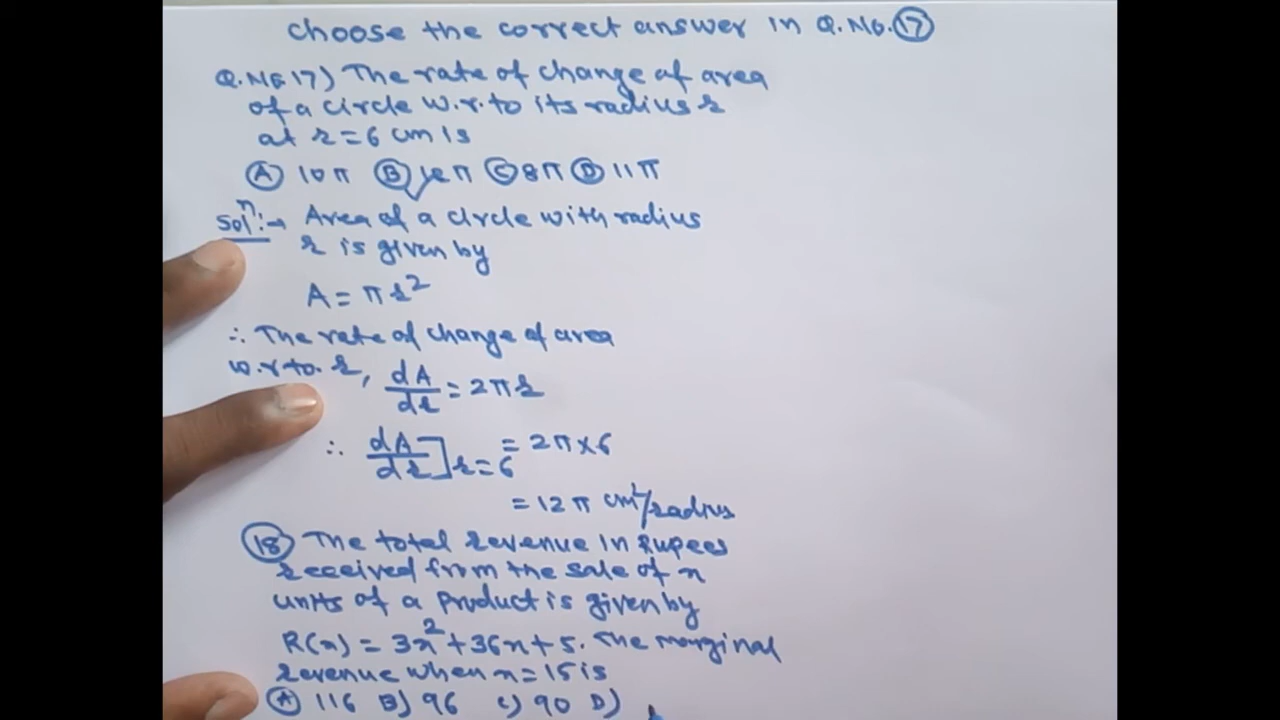 choose the correct answer in Q.No. 17
Q.No 17) The rate of change of area
of a circle w.r.to its radius r
at r = 6 cm is
A 10π B 12π C 8π D 11π
Solⁿ:→ Area of a circle with radius
r is given by
A = πr²
∴ The rate of change of area
w.r.to. r, dA/dr = 2πr
∴ dA/dr]r=6 = 2π×6
= 12π cm²/radius
18 The total revenue in Rupees
received from the sale of x
units of a product is given by
R(x) = 3x²+36x+5. The marginal
revenue when x=15 is
A 116 B) 96 C) 90 D)